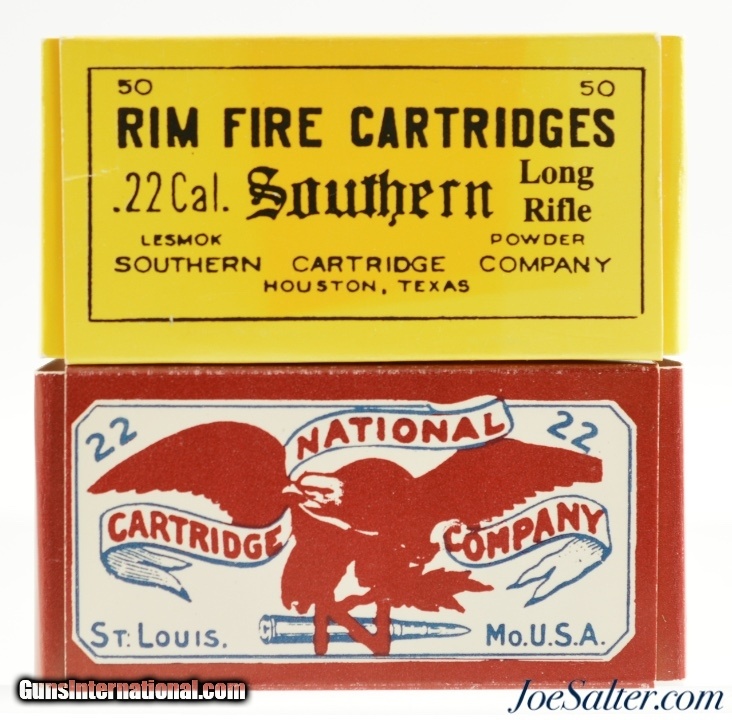 50 50
RIM FIRE CARTRIDGES
.22 Cal. Southern Long Rifle
LESMOK POWDER
SOUTHERN CARTRIDGE COMPANY
HOUSTON, TEXAS
22 NATIONAL 22
CARTRIDGE COMPANY
N
ST. LOUIS. Mo. U.S.A.
GunsInternational.com
JoeSalter.com